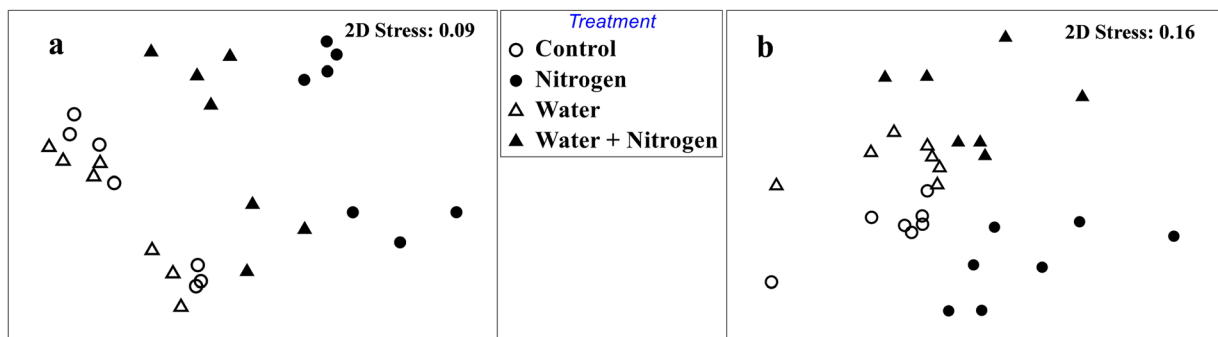 a
2D Stress: 0.09
Treatment
Control
Nitrogen
Water
Water + Nitrogen
b
2D Stress: 0.16